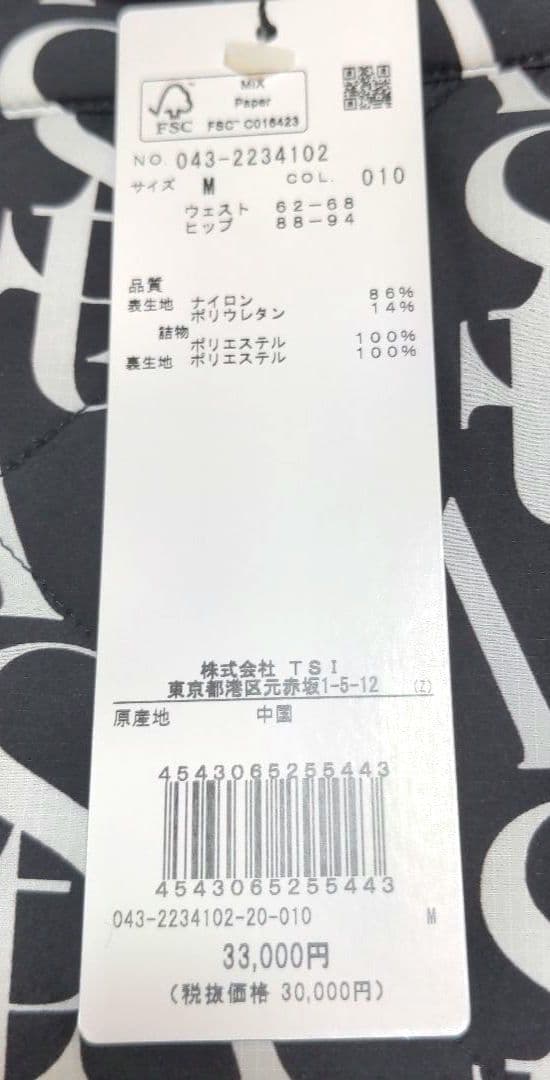 MIX
Paper
FSC
FSC™ C016423
NO. 043-2234102
サイズ M COL. 010
ウェスト 62-68
ヒップ 88-94
品質
表生地 ナイロン 86%
ポリウレタン 14%
詰物
ポリエステル 100%
裏生地 ポリエステル 100%
株式会社 TSI
東京都港区元赤坂1-5-12 (Z)
原産地 中国
4543065255443
4543065255443
043-2234102-20-010 M
33,000円
(税抜価格 30,000円)